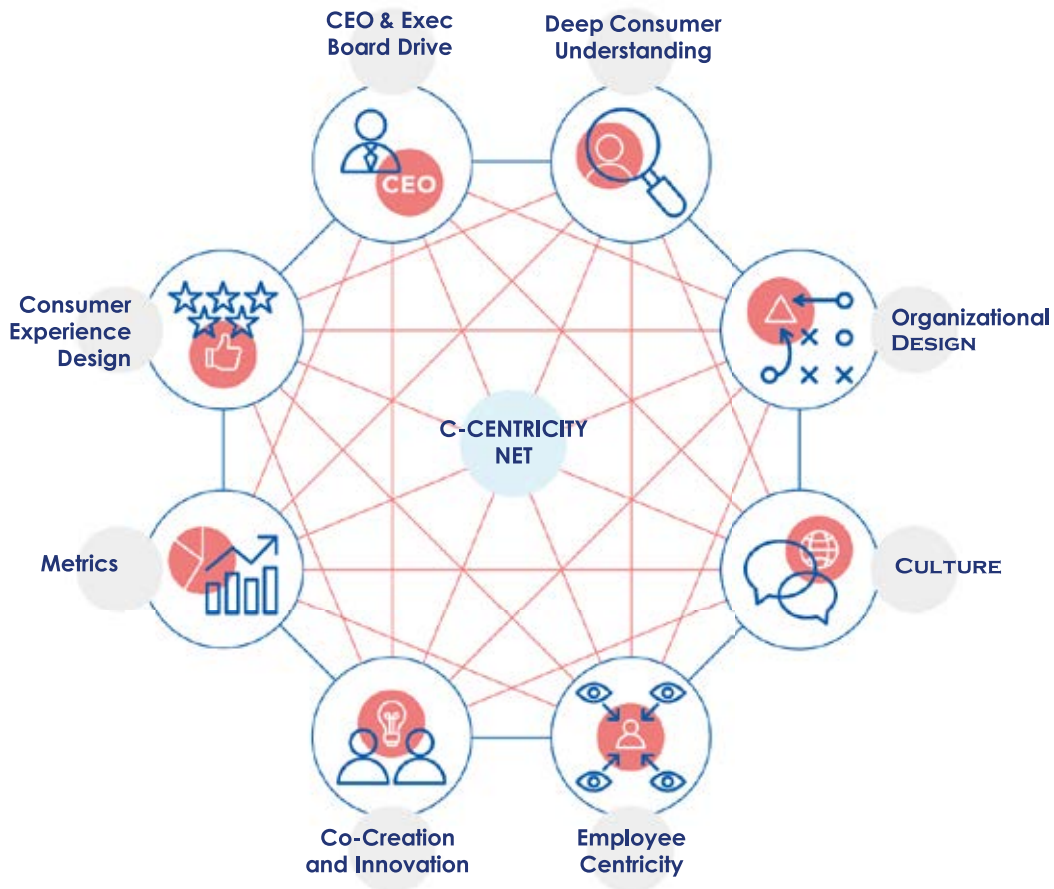 CEO & Exec
Board Drive
Deep Consumer
Understanding
CEO
Consumer
Experience
Design
Organizational
DESIGN
C-CENTRICITY
NET
Metrics
CULTURE
Co-Creation
and Innovation
Employee
Centricity